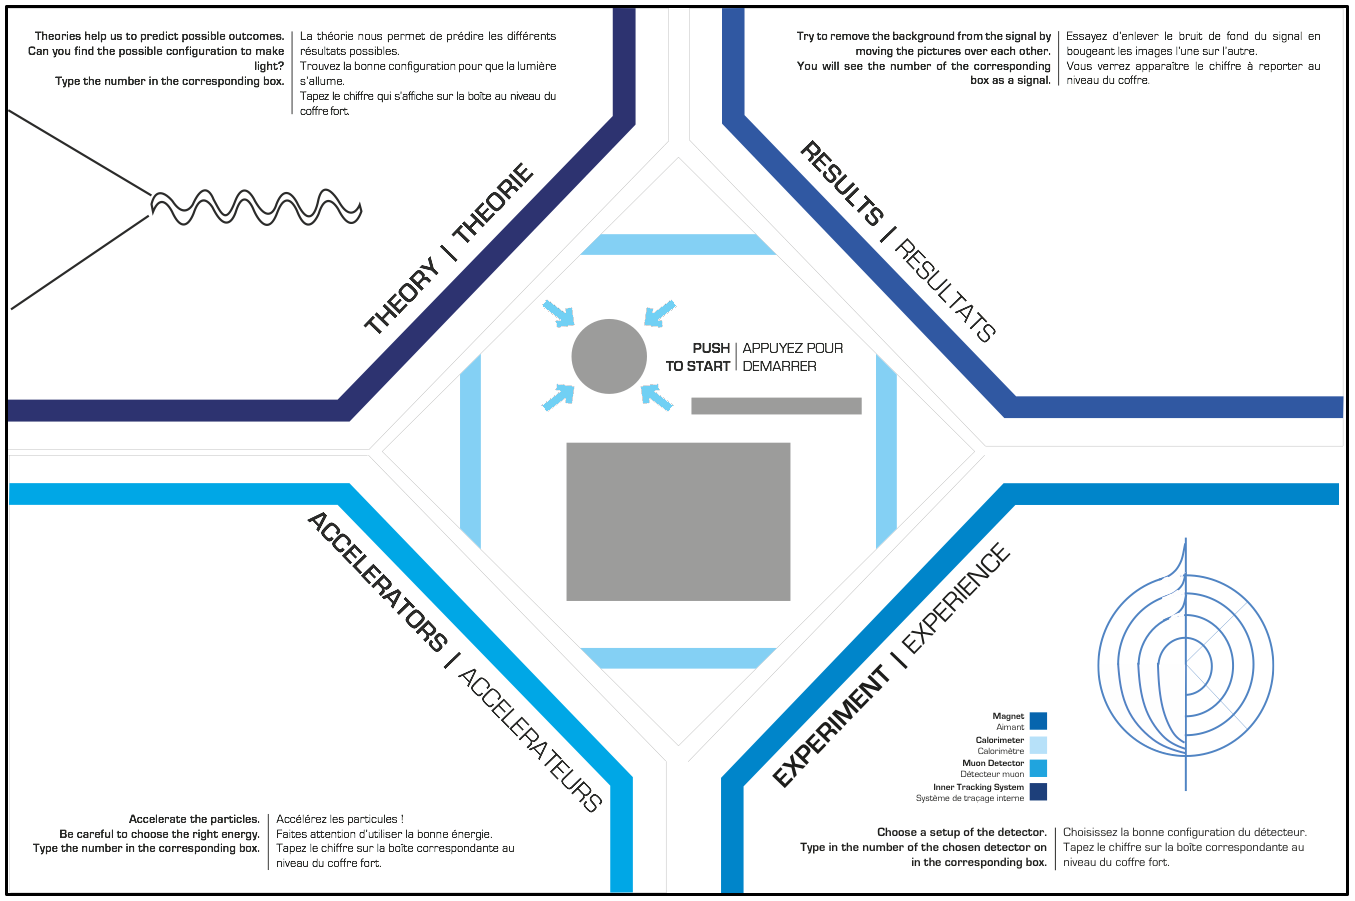 Theories help us to predict possible outcomes.
Can you find the possible configuration to make
light?
Type the number in the corresponding box.
La théorie nous permet de prédire les différents
résultats possibles.
Trouvez la bonne configuration pour que la lumière
s'allume.
Tapez le chiffre qui s'affiche sur la boîte au niveau du
coffre fort.
THEORY | THEORIE
Try to remove the background from the signal by
moving the pictures over each other.
You will see the number of the corresponding
box as a signal.
Essayez d'enlever le bruit de fond du signal en
bougeant les images l'une sur l'autre.
Vous verrez apparaître le chiffre à reporter au
niveau du coffre.
RESULTS | RESULTATS
PUSH
TO START
APPUYEZ POUR
DEMARRER
ACCELERATORS | ACCELERATEURS
Accelerate the particles.
Be careful to choose the right energy.
Type the number in the corresponding box.
Accélérez les particules !
Faites attention d'utiliser la bonne énergie.
Tapez le chiffre sur la boîte correspondante au
niveau du coffre fort.
EXPERIMENT | EXPERIENCE
Magnet
Aimant
Calorimeter
Calorimètre
Muon Detector
Détecteur muon
Inner Tracking System
Système de traçage interne
Choose a setup of the detector.
Type in the number of the chosen detector on
in the corresponding box.
Choisissez la bonne configuration du détecteur.
Tapez le chiffre sur la boîte correspondante au
niveau du coffre fort.